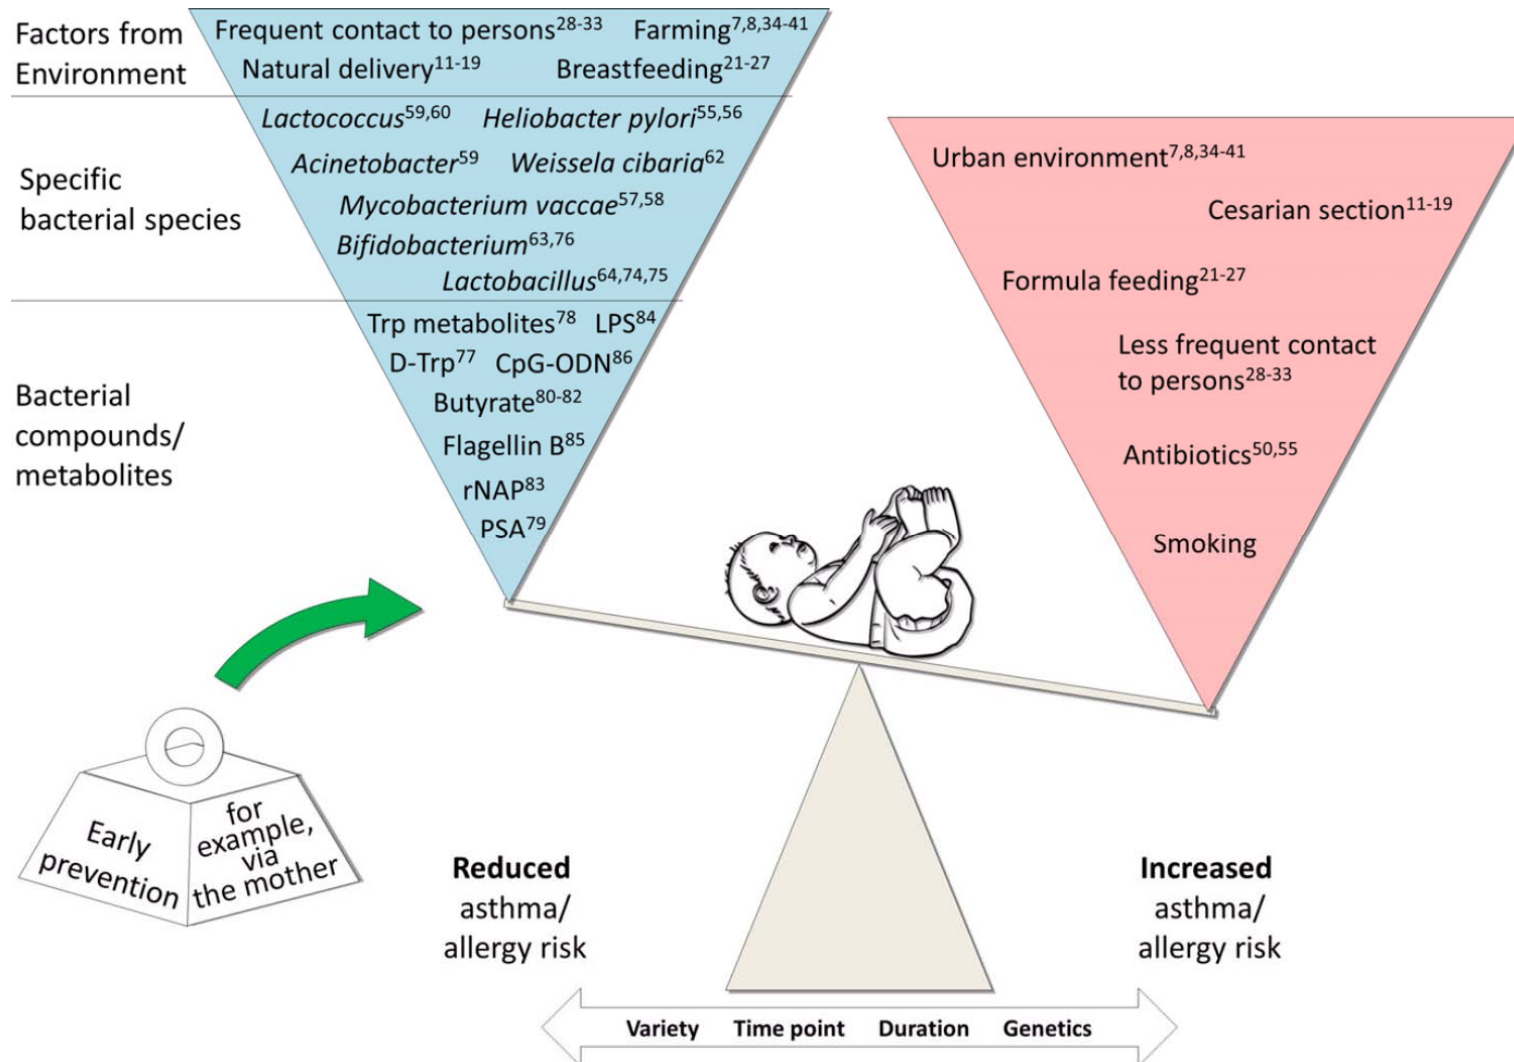 Factors from
Environment
Frequent contact to persons28-33 Farming7,8,34-41
Natural delivery11-19 Breastfeeding21-27
Specific
bacterial species
Lactococcus59,60 Heliobacter pylori55,56
Acinetobacter59 Weissela cibaria62
Mycobacterium vaccae57,58
Bifidobacterium63,76
Lactobacillus64,74,75
Bacterial
compounds/
metabolites
Trp metabolites78 LPS84
D-Trp77 CpG-ODN86
Butyrate80-82
Flagellin B85
rNAP83
PSA79
Urban environment7,8,34-41
Cesarian section11-19
Formula feeding21-27
Less frequent contact
to persons28-33
Antibiotics50,55
Smoking
Early
prevention
for
example,
via
the mother
Reduced
asthma/
allergy risk
Increased
asthma/
allergy risk
Variety Time point Duration Genetics